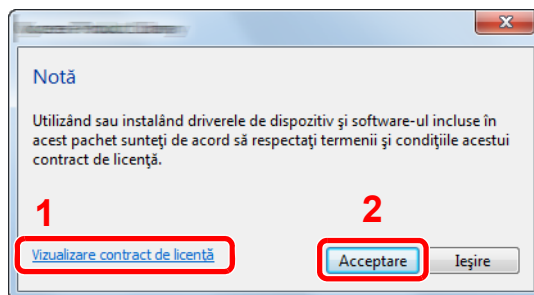 Notă
Utilizând sau instalând driverele de dispozitiv şi software-ul incluse în
acest pachet sunteţi de acord să respectaţi termenii şi condiţiile acestui
contract de licenţă.
1
2
Vizualizare contract de licentă
Acceptare
Ieşire